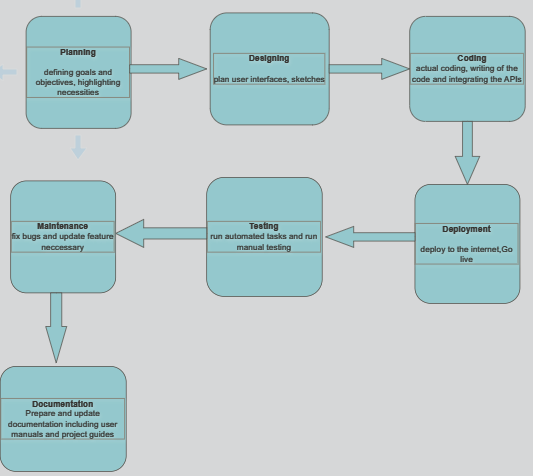 Planning
defining goals and
objectives, highlighting
necessities
Designing
plan user interfaces, sketches
Coding
actual coding, writing of the
code and integrating the APIs
Deployment
deploy to the internet,Go
live
Testing
run automated tasks and run
manual testing
Maintenance
fix bugs and update feature
neccessary
Documentation
Prepare and update
documentation including user
manuals and project guides